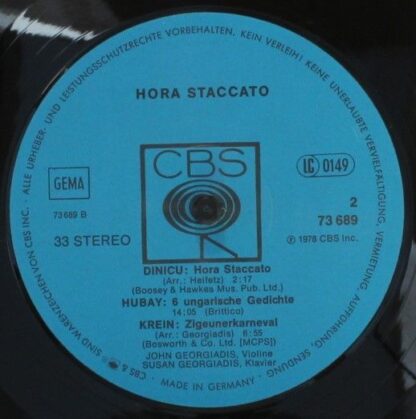 ALLE URHEBER- UND LEISTUNGSSCHUTZRECHTE VORBEHALTEN. KEIN VERLEIH! KEINE UNERLAUBTE VERVIELFÄLTIGUNG, VERMIETUNG, AUFFÜHRUNG, SENDUNG
HORA STACCATO
CBS
GEMA
LC 0149
73 689 B
2
73 689
33 STEREO
℗ 1978 CBS Inc.
DINICU: Hora Staccato
(Arr.: Heifetz) 2:17
(Boosey & Hawkes Mus. Pub. Ltd.)
HUBAY: 6 ungarische Gedichte
14:05 (Brittico)
KREIN: Zigeunerkarneval
(Arr.: Georgiadis) 6:55
(Bosworth & Co. Ltd. [MCPS])
JOHN GEORGIADIS, Violine
SUSAN GEORGIADIS, Klavier
CBS & SIND WARENZEICHEN VON CBS INC.
MADE IN GERMANY